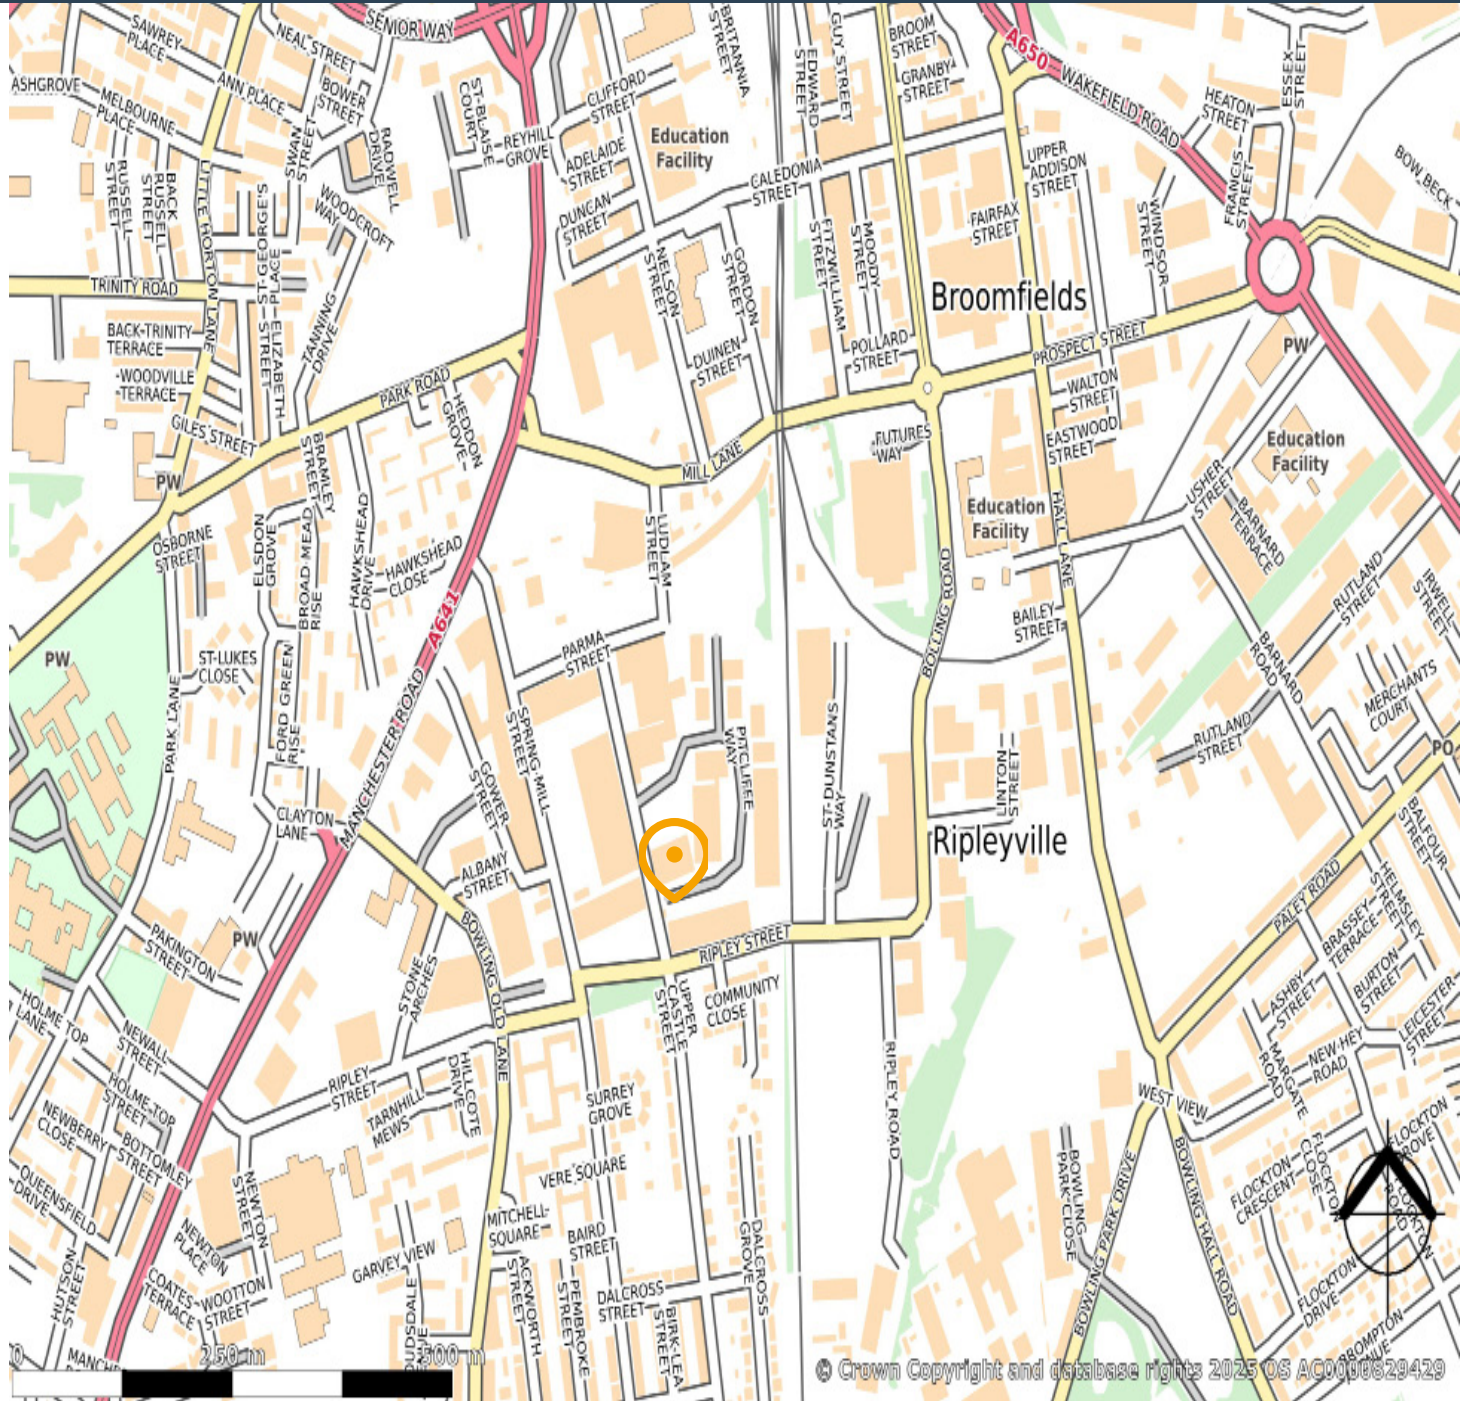 SENIOR WAY
SAWREY
PLACE
NEAL STREET
ASHGROVE
MELBOURNE
PLACE
ANN PLACE
BOWER
STREET
SWAN
STREET
RADWELL
DRIVE
ST-BLAISE
COURT
REYHILL
GROVE
CLIFFORD
STREET
BRITANNIA
STREET
EDWARD
STREET
GUY STREET
BROOM
STREET
GRANBY
STREET
A650
WAKEFIELD ROAD
HEATON
STREET
ESSEX
STREET
BOW BECK
FRANCIS
STREET
Education
Facility
ADELAIDE
STREET
DUNCAN
STREET
CALEDONIA
STREET
UPPER
ADDISON
STREET
FAIRFAX
STREET
WINDSOR
STREET
RUSSELL
STREET
BACK
RUSSELL
STREET
LITTLE HORTON LANE
ST-GEORGE'S
PLACE
WOODCROFT
WAY
TRINITY ROAD
STREET
ELIZABETH
TANNING
DRIVE
NELSON
STREET
GORDON
STREET
FITZWILLIAM
STREET
MOODY
STREET
Broomfields
BACK-TRINITY
TERRACE
WOODVILLE
TERRACE
GILES STREET
PARK ROAD
HEDDON
GROVE
DUINEN
STREET
POLLARD
STREET
PROSPECT STREET
PW
WALTON
STREET
EASTWOOD
STREET
FUTURES
WAY
MILL LANE
Education
Facility
PW
BRAMLEY
STREET
OSBORNE
STREET
ELSDON
GROVE
BROAD MEAD
RISE
HAWKSHEAD
DRIVE
HAWKSHEAD
CLOSE
LUDLAM
STREET
Education
Facility
HALL LANE
USHER
STREET
BARNARD
TERRACE
RUTLAND
STREET
IRWELL
STREET
A641
BOLLING ROAD
BAILEY
STREET
PARMA
STREET
PW
ST-LUKES
CLOSE
FORD GREEN
RISE
PARK LANE
MANCHESTER ROAD
SPRING MILL
STREET
BARNARD
ROAD
MERCHANTS
COURT
RUTLAND
STREET
PO
PITCLIFFE
WAY
ST-DUNSTANS
WAY
LINTON
STREET
GOWER
STREET
CLAYTON
LANE
Ripleyville
BALFOUR
STREET
ALBANY
STREET
BOWLING OLD LANE
PALEY ROAD
HELMSLEY
STREET
BRASSEY
TERRACE
BURTON
STREET
PW
PAKINGTON
STREET
STONE
ARCHES
RIPLEY STREET
COMMUNITY
CLOSE
UPPER
CASTLE
STREET
ASHBY
STREET
LEICESTER
STREET
HOLME TOP
LANE
NEWALL
STREET
HOLME-TOP
STREET
RIPLEY
STREET
TARNHILL
MEWS
HILLCOTE
DRIVE
SURREY
GROVE
RIPLEY ROAD
NEW-HEY
ROAD
MARGATE
ROAD
WEST VIEW
NEWBERRY
CLOSE
BOTTOMLEY
STREET
VERE SQUARE
FLOCKTON
GROVE
FLOCKTON
CLOSE
FLOCKTON
CRESCENT
FLOCKTON
ROAD
QUEENSFIELD
DRIVE
NEWTON
STREET
NEWTON
PLACE
MITCHELL
SQUARE
BAIRD
STREET
DALCROSS
GROVE
BOWLING
PARK CLOSE
BOWLING PARK DRIVE
BOWLING HALL ROAD
HUTSON
STREET
COATES
TERRACE
WOOTTON
STREET
GARVEY VIEW
ACKWORTH
STREET
PEMBROKE
STREET
DALCROSS
STREET
BIRK-LEA
STREET
FLOCKTON
DRIVE
BROMPTON
0 250 m 500 m
© Crown Copyright and database rights 2025 OS AC0000829429